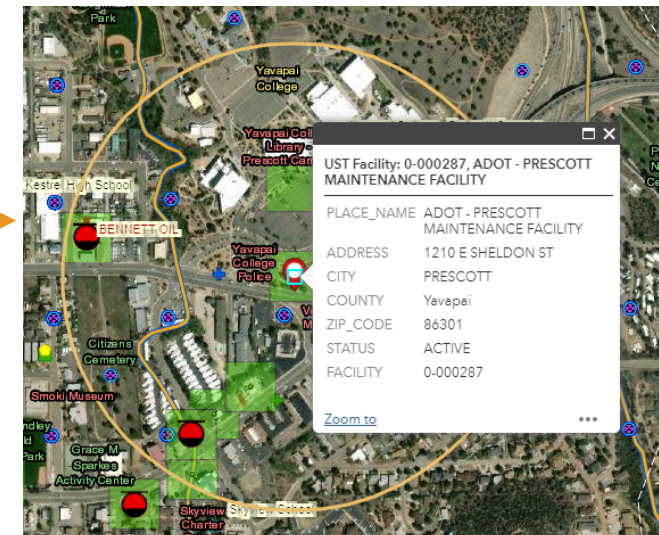 Park
Yavapai
College
Yavapai Coll
Library -
Prescott Cam
Kestrel High School
BENNETT OIL
Yavapai
College
Police
Citizens
Cemetery
Smoki Museum
Grace M
Sparkes
Activity Center
Skyview
Charter
Skyview School
UST Facility: 0-000287, ADOT - PRESCOTT
MAINTENANCE FACILITY
PLACE_NAME ADOT - PRESCOTT
MAINTENANCE FACILITY
ADDRESS 1210 E SHELDON ST
CITY PRESCOTT
COUNTY Yavapai
ZIP_CODE 86301
STATUS ACTIVE
FACILITY 0-000287
Zoom to